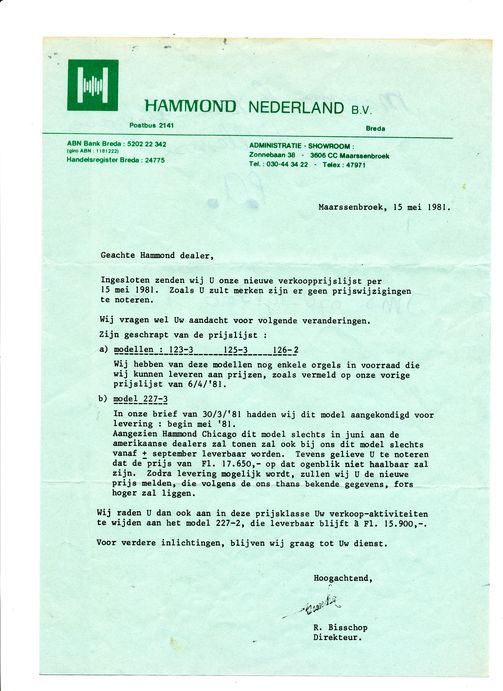 HAMMOND NEDERLAND B.V.
Postbus 2141
Breda
ABN Bank Breda : 5202 22 342
(giro ABN : 1181222)
Handelsregister Breda : 24775
ADMINISTRATIE - SHOWROOM :
Zonnebaan 38 - 3606 CC Maarssenbroek
Tel. : 030-44 34 22 - Telex : 47971
Maarssenbroek, 15 mei 1981.
Geachte Hammond dealer,
Ingesloten zenden wij U onze nieuwe verkoopprijslijst per
15 mei 1981. Zoals U zult merken zijn er geen prijswijzigingen
te noteren.
Wij vragen wel Uw aandacht voor volgende veranderingen.
Zijn geschrapt van de prijslijst :
a) modellen : 123-3 125-3 126-2
Wij hebben van deze modellen nog enkele orgels in voorraad die
wij kunnen leveren aan prijzen, zoals vermeld op onze vorige
prijslijst van 6/4/'81.
b) model 227-3
In onze brief van 30/3/'81 hadden wij dit model aangekondigd voor
levering : begin mei '81.
Aangezien Hammond Chicago dit model slechts in juni aan de
amerikaanse dealers zal tonen zal ook bij ons dit model slechts
vanaf ± september leverbaar worden. Tevens gelieve U te noteren
dat de prijs van Fl. 17.650,- op dat ogenblik niet haalbaar zal
zijn. Zodra levering mogelijk wordt, zullen wij U de nieuwe
prijs melden, die volgens de ons thans bekende gegevens, fors
hoger zal liggen.
Wij raden U dan ook aan in deze prijsklasse Uw verkoop-aktiviteiten
te wijden aan het model 227-2, die leverbaar blijft à Fl. 15.900,-.
Voor verdere inlichtingen, blijven wij graag tot Uw dienst.
Hoogachtend,
R. Bisschop
Direkteur.